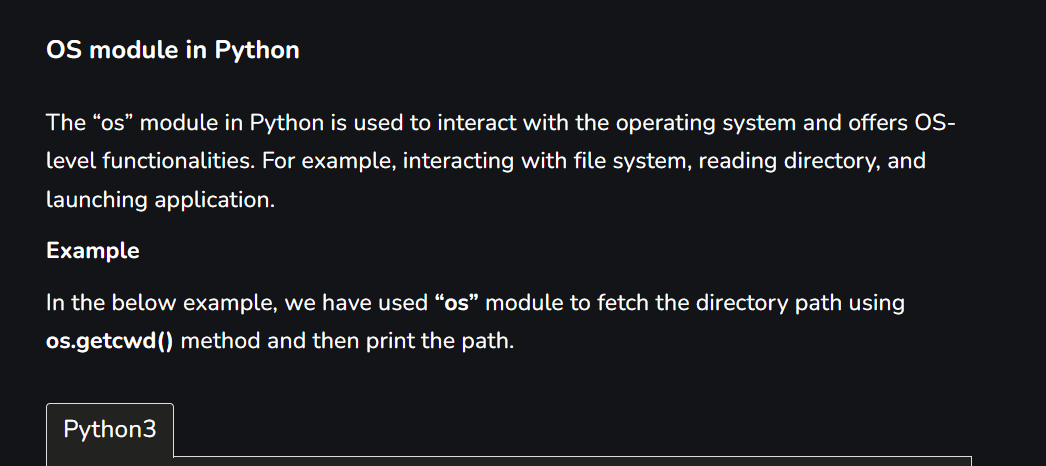 OS module in Python
The “os” module in Python is used to interact with the operating system and offers OS-
level functionalities. For example, interacting with file system, reading directory, and
launching application.
Example
In the below example, we have used “os” module to fetch the directory path using
os.getcwd() method and then print the path.
Python3